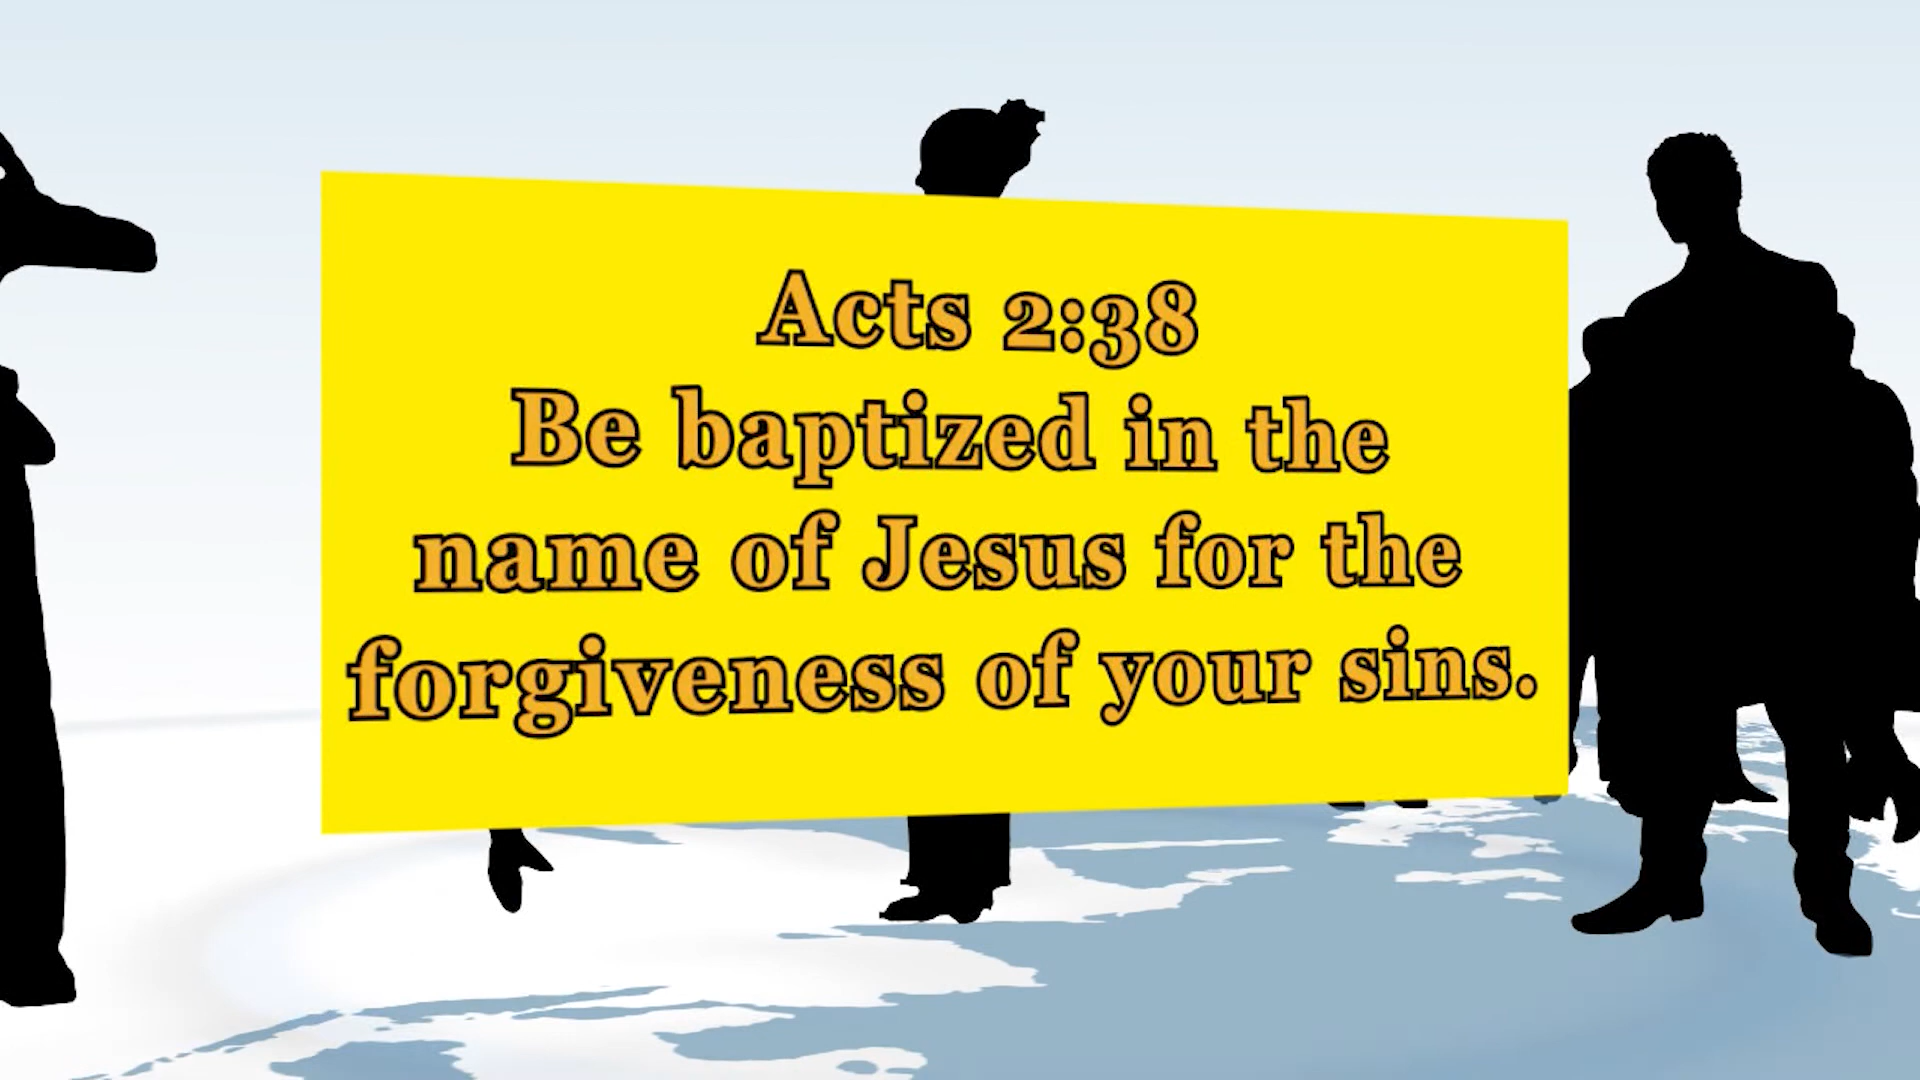 Acts 2:38
Be baptized in the
name of Jesus for the
forgiveness of your sins.